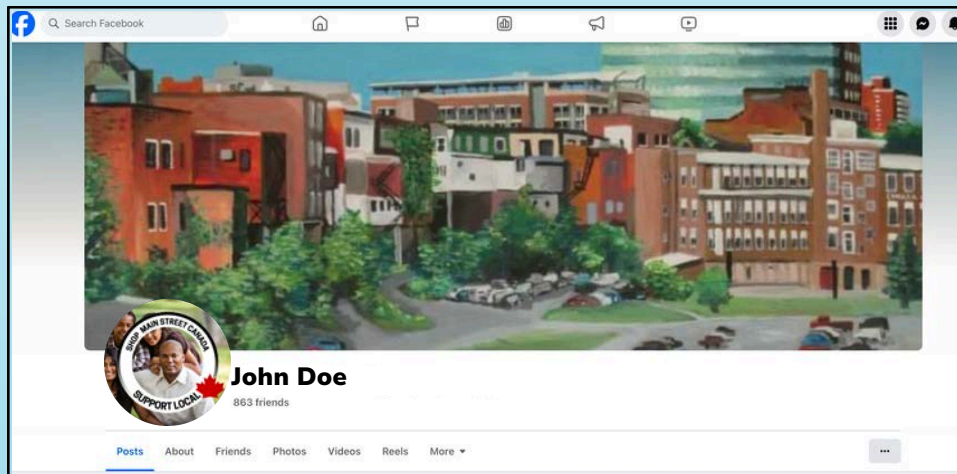 Search Facebook
SHOP MAIN STREET CANADA
SUPPORT LOCAL
John Doe
863 friends
Posts About Friends Photos Videos Reels More